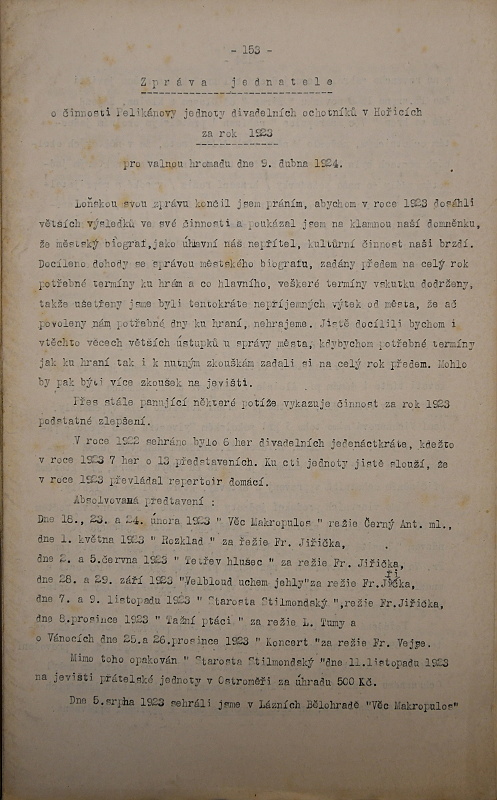 - 153 -
Zpráva jednatele
o činnosti Pelikánovy jednoty divadelních ochotníků v Hořicích
za rok 1923
pro valnou hromadu dne 9. dubna 1924.
Loňskou svou zprávu končil jsem přáním, abychom v roce 1923 dosáhli
větších výsledků ve své činnosti a poukázal jsem na klamnou naši domněnku,
že městský biograf,jako úhlavní náš nepřítel, kulturní činnost naši brzdí.
Docíleno dohody se správou městského biografu, zadány předem na celý rok
potřebné termíny ku hrám a co hlavního, veškeré termíny vskutku dodrženy,
takže ušetřeny jsme byli tentokráte nepříjemných výtek od města, že ač
povoleny nám potřebné dny ku hraní, nehrajeme. Jistě docílili bychom i
vtěchto věcech větších ústupků u správy města, kdybychom potřebné termíny
jak ku hraní tak i k nutným zkouškám zadali si na celý rok předem. Mohlo
by pak býti více zkoušek na jevišti.
Přes stále panující některé potíže vykazuje činnost za rok 1923
podstatné zlepšení.
V roce 1922 sehráno bylo 6 her divadelních jedenáctkráte, kdežto
v roce 1923 7 her o 13 představeních. Ku cti jednoty jistě slouží, že
v roce 1923 převládal repertoir domácí.
Absolvovaná předtavení :
Dne 18., 23. a 24. února 1923 " Věc Makropulos " režie Černý Ant. ml.,
dne 1. května 1923 " Rozklad " za režie Fr. Jiřička,
dne 2. a 5.června 1923 " Tetřev hlušec " za režie Fr. Jiřička,
dne 28. a 29. září 1923 "Velbloud uchem jehly"za režie Fr.Jiřička,
dne 7. a 9. listopadu 1923 " Starosta Stilmondský ",režie Fr.Jiřička,
dne 8.prosince 1923 " Tažní ptáci " za režie L. Tumy a
o Vánocích dne 25.a 26.prosince 1923 " Koncert "za režie Fr. Vejše.
Mimo toho opakován " Starosta Stilmondský "dne 11.listopadu 1923
na jevisti přátelské jednoty v Ostroměři za úhradu 500 Kč.
Dne 5.srpna 1923 sehráli jsme v Lázních Bělohradě "Věc Makropulos"